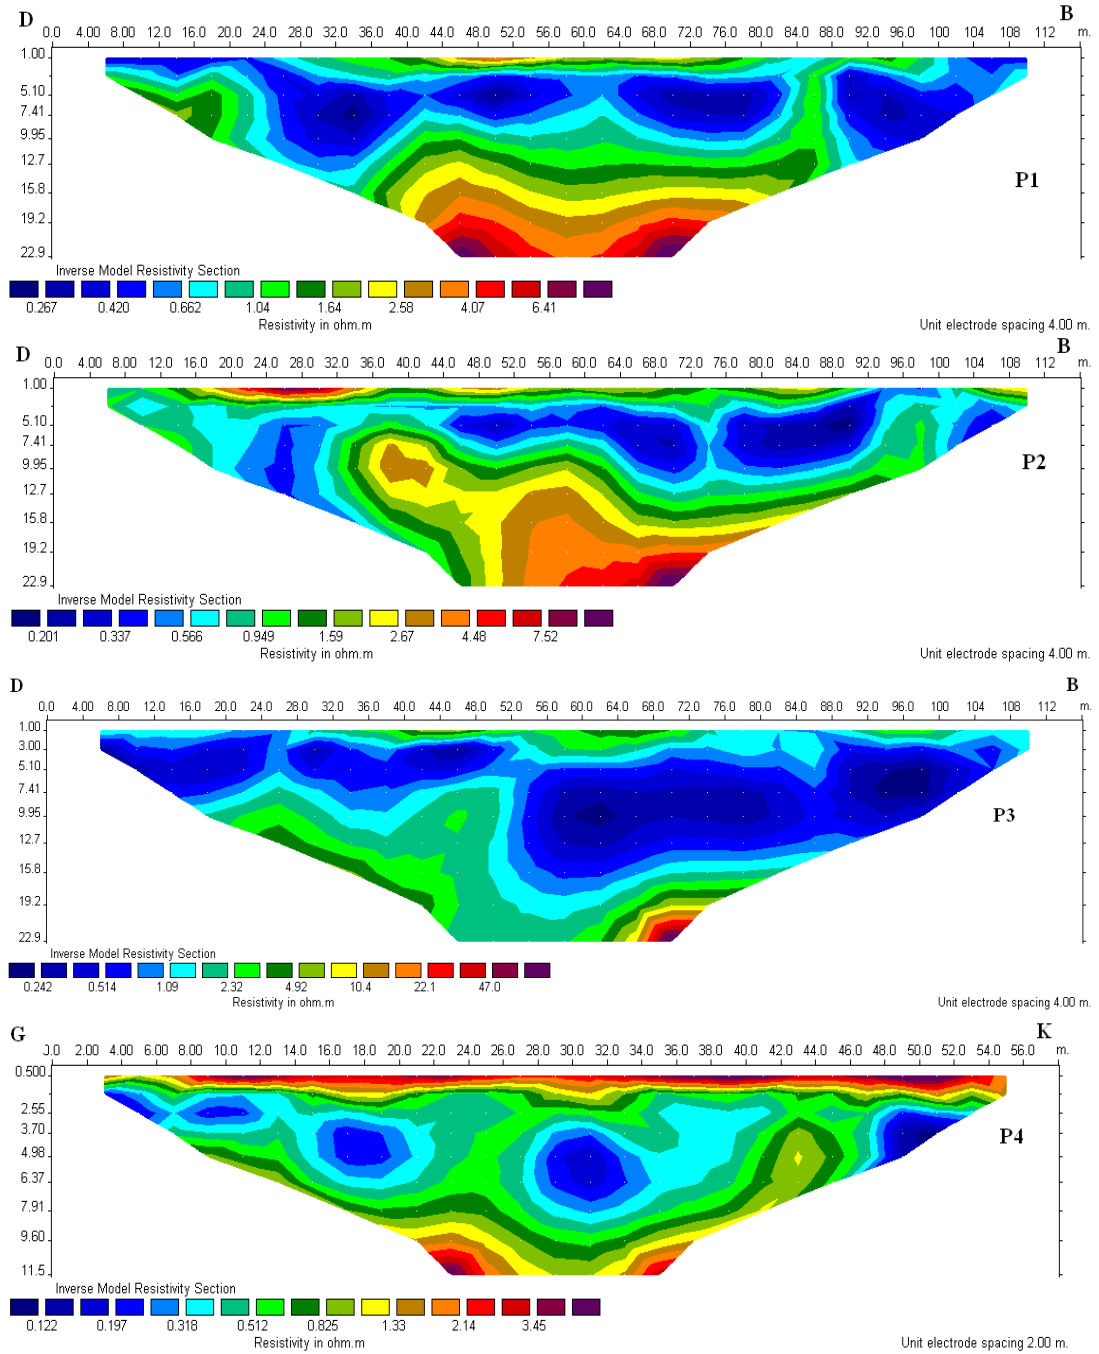 D B
0.0 4.00 8.00 12.0 16.0 20.0 24.0 28.0 32.0 36.0 40.0 44.0 48.0 52.0 56.0 60.0 64.0 68.0 72.0 76.0 80.0 84.0 88.0 92.0 96.0 100 104 108 112 m.
1.00
5.10
7.41
9.95
12.7
15.8
19.2
22.9
P1
Inverse Model Resistivity Section
0.267 0.420 0.662 1.04 1.64 2.58 4.07 6.41
Resistivity in ohm.m
Unit electrode spacing 4.00 m.
D B
0.0 4.00 8.00 12.0 16.0 20.0 24.0 28.0 32.0 36.0 40.0 44.0 48.0 52.0 56.0 60.0 64.0 68.0 72.0 76.0 80.0 84.0 88.0 92.0 96.0 100 104 108 112 m.
1.00
5.10
7.41
9.95
12.7
15.8
19.2
22.9
P2
Inverse Model Resistivity Section
0.201 0.337 0.566 0.949 1.59 2.67 4.48 7.52
Resistivity in ohm.m
Unit electrode spacing 4.00 m.
D B
0.0 4.00 8.00 12.0 16.0 20.0 24.0 28.0 32.0 36.0 40.0 44.0 48.0 52.0 56.0 60.0 64.0 68.0 72.0 76.0 80.0 84.0 88.0 92.0 96.0 100 104 108 112 m.
1.00
3.00
5.10
7.41
9.95
12.7
15.8
19.2
22.9
P3
Inverse Model Resistivity Section
0.242 0.514 1.09 2.32 4.92 10.4 22.1 47.0
Resistivity in ohm.m
Unit electrode spacing 4.00 m.
G K
2.00 4.00 6.00 8.00 10.0 12.0 14.0 16.0 18.0 20.0 22.0 24.0 26.0 28.0 30.0 32.0 34.0 36.0 38.0 40.0 42.0 44.0 46.0 48.0 50.0 52.0 54.0 56.0 m.
0.500
2.55
3.70
4.98
6.37
7.91
9.60
11.5
P4
Inverse Model Resistivity Section
0.122 0.197 0.318 0.512 0.825 1.33 2.14 3.45
Resistivity in ohm.m
Unit electrode spacing 2.00 m.